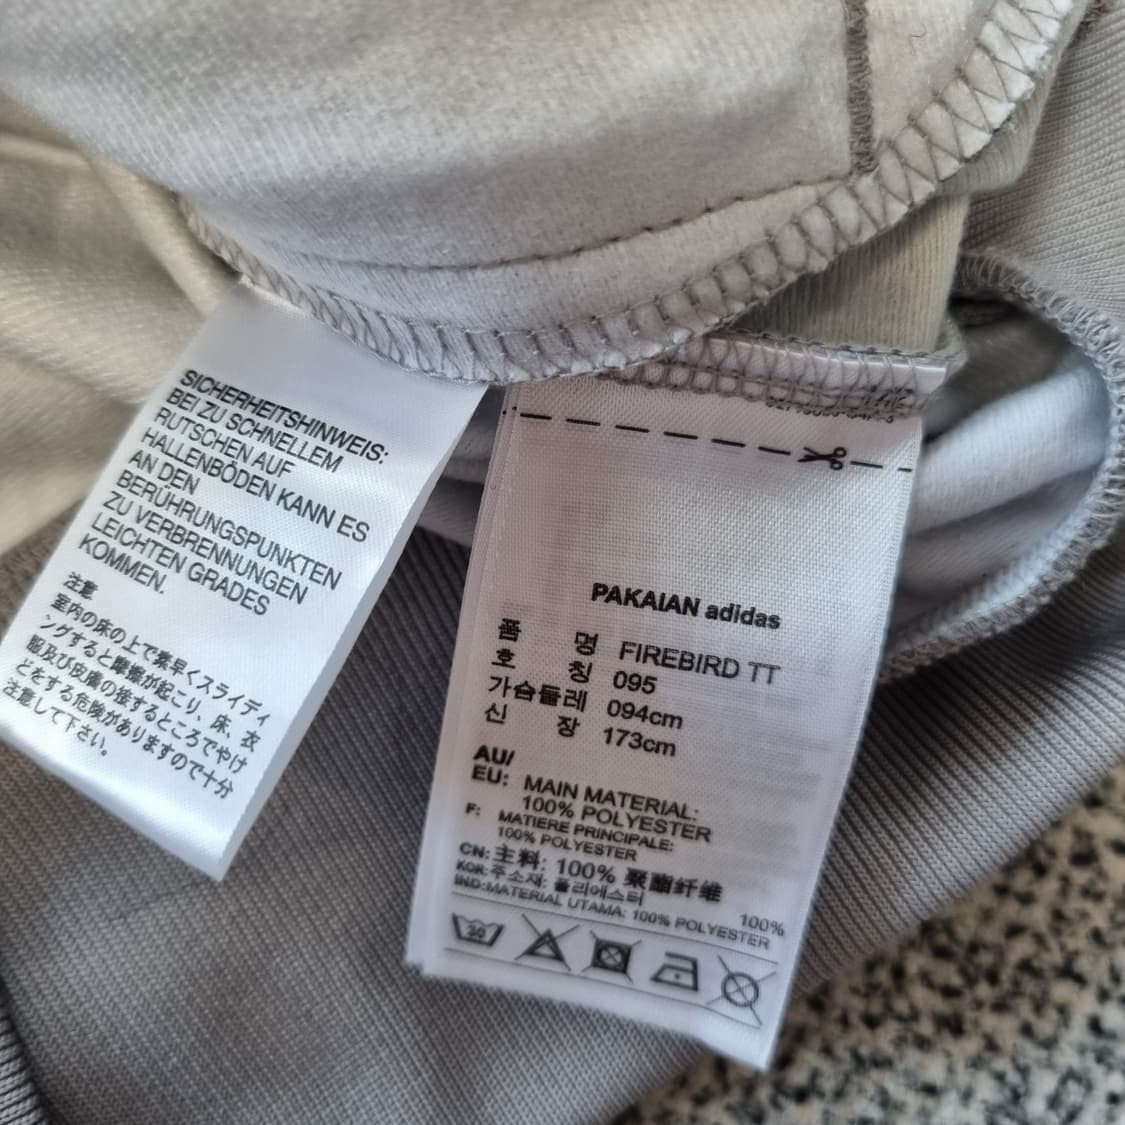 SICHERHEITSHINWEIS:
BEI ZU SCHNELLEM
RUTSCHEN AUF
HALLENBÖDEN KANN ES
AN DEN
BERÜHRUNGSPUNKTEN
ZU VERBRENNUNGEN
LEICHTEN GRADES
KOMMEN.
注意
室内の床の上で素早くスライディ
ングすると摩擦が起こり、床、衣
服及び皮膚の接するところでやけ
どをする危険がありますので十分
注意して下さい。
PAKAIAN adidas
품 명 FIREBIRD TT
호 칭 095
가슴둘레 094cm
신 장 173cm
AU/
EU: MAIN MATERIAL:
100% POLYESTER
F: MATIERE PRINCIPALE:
100% POLYESTER
CN: 主料: 100% 聚酯纤维
KOR: 주소재: 폴리에스터 100%
IND: MATERIAL UTAMA: 100% POLYESTER
30